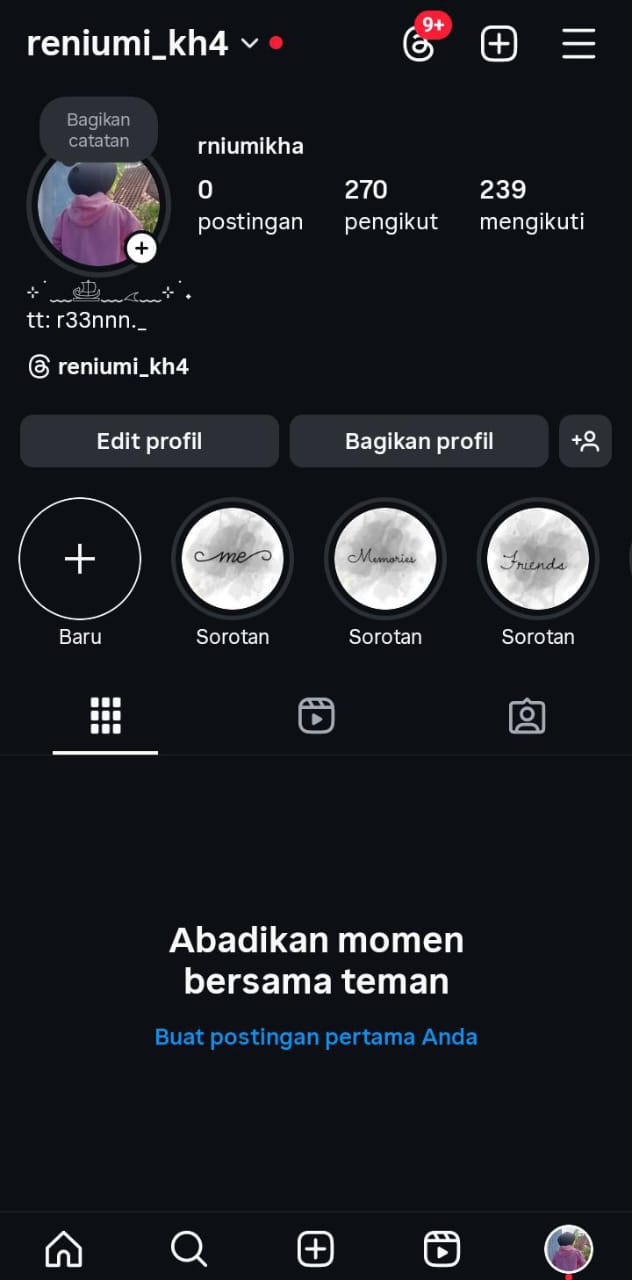 reniumi_kh4
9+
Bagikan
catatan
rniumikha
0 270 239
postingan pengikut mengikuti
⊹ ࣪ ﹏𓊝﹏𓂁﹏⊹ ࣪ ˖
tt: r33nnn._
reniumi_kh4
Edit profil Bagikan profil
me Memories Friends
Baru Sorotan Sorotan Sorotan
Abadikan momen
bersama teman
Buat postingan pertama Anda